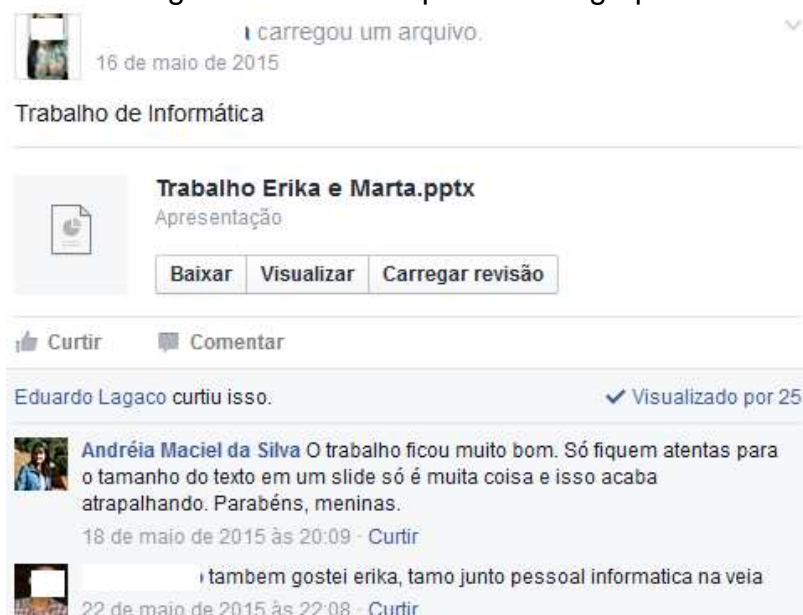 carregou um arquivo.
16 de maio de 2015
Trabalho de Informática
Trabalho Erika e Marta.pptx
Apresentação
Baixar Visualizar Carregar revisão
Curtir Comentar
Eduardo Lagaco curtiu isso. Visualizado por 25
Andréia Maciel da Silva O trabalho ficou muito bom. Só fiquem atentas para
o tamanho do texto em um slide só é muita coisa e isso acaba
atrapalhando. Parabéns, meninas.
18 de maio de 2015 às 20:09 · Curtir
tambem gostei erika, tamo junto pessoal informatica na veia
22 de maio de 2015 às 22:08 · Curtir